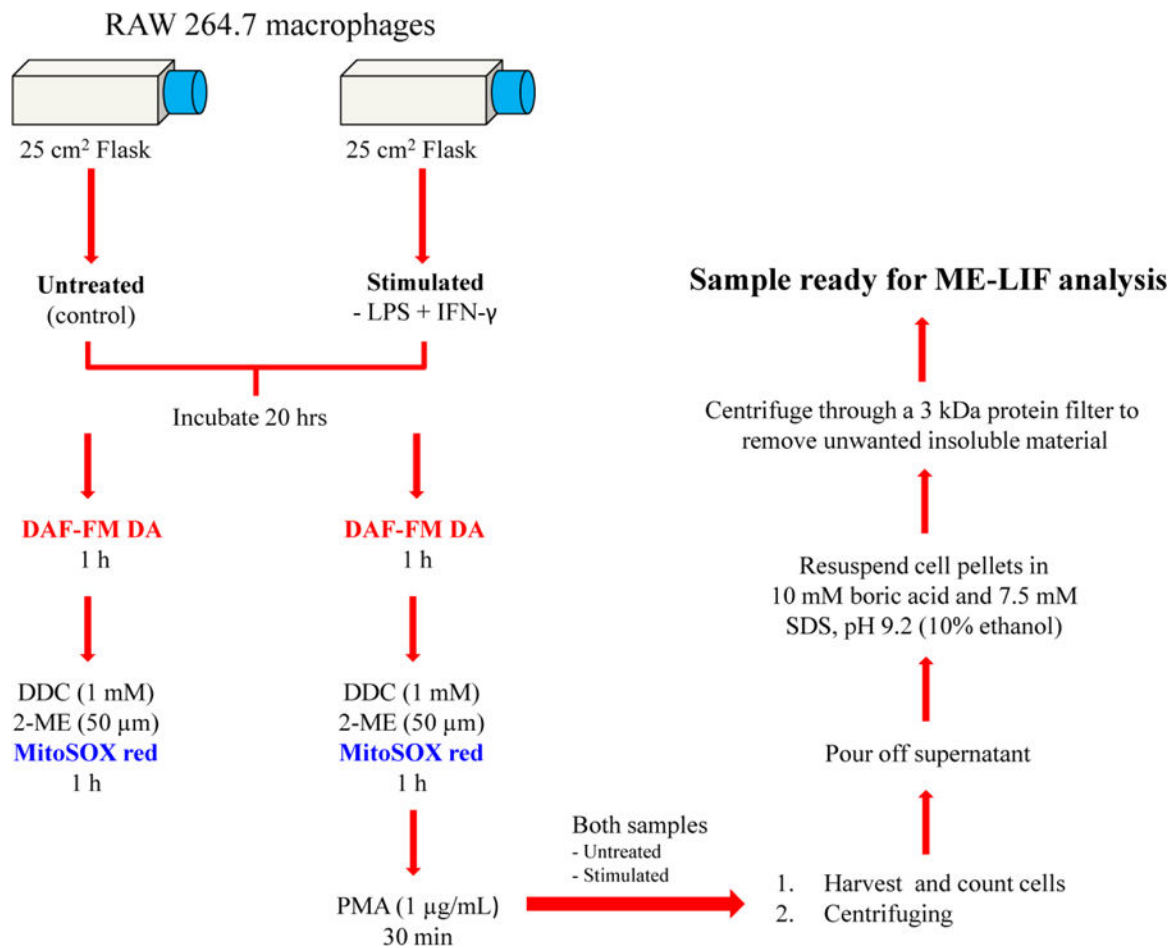 RAW 264.7 macrophages
25 cm² Flask
25 cm² Flask
Untreated
(control)
Stimulated
- LPS + IFN-γ
Incubate 20 hrs
DAF-FM DA
1 h
DAF-FM DA
1 h
DDC (1 mM)
2-ME (50 µm)
MitoSOX red
1 h
DDC (1 mM)
2-ME (50 µm)
MitoSOX red
1 h
PMA (1 µg/mL)
30 min
Both samples
- Untreated
- Stimulated
1. Harvest and count cells
2. Centrifuging
Pour off supernatant
Resuspend cell pellets in
10 mM boric acid and 7.5 mM
SDS, pH 9.2 (10% ethanol)
Centrifuge through a 3 kDa protein filter to
remove unwanted insoluble material
Sample ready for ME-LIF analysis